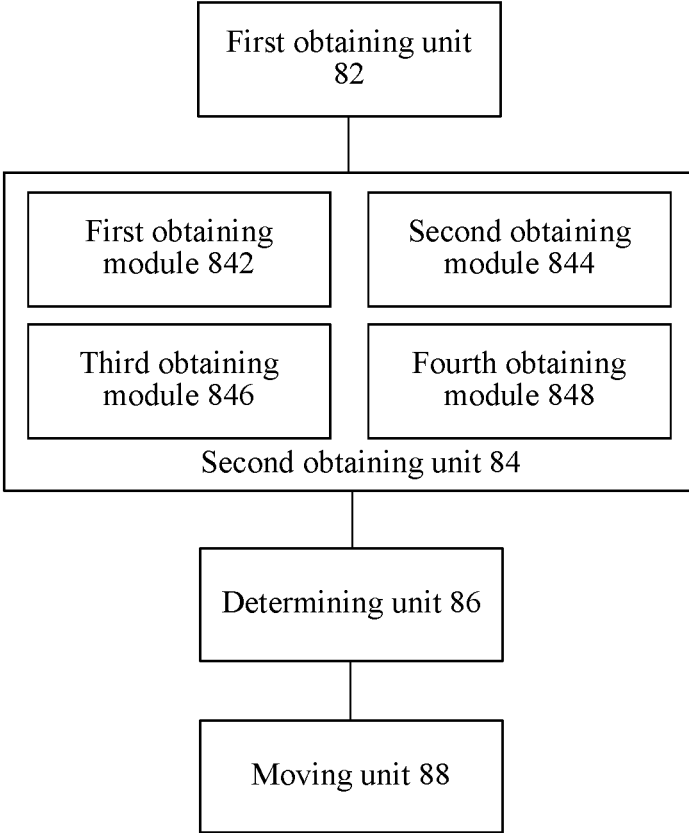 First obtaining unit
82
First obtaining
module 842
Second obtaining
module 844
Third obtaining
module 846
Fourth obtaining
module 848
Second obtaining unit 84
Determining unit 86
Moving unit 88